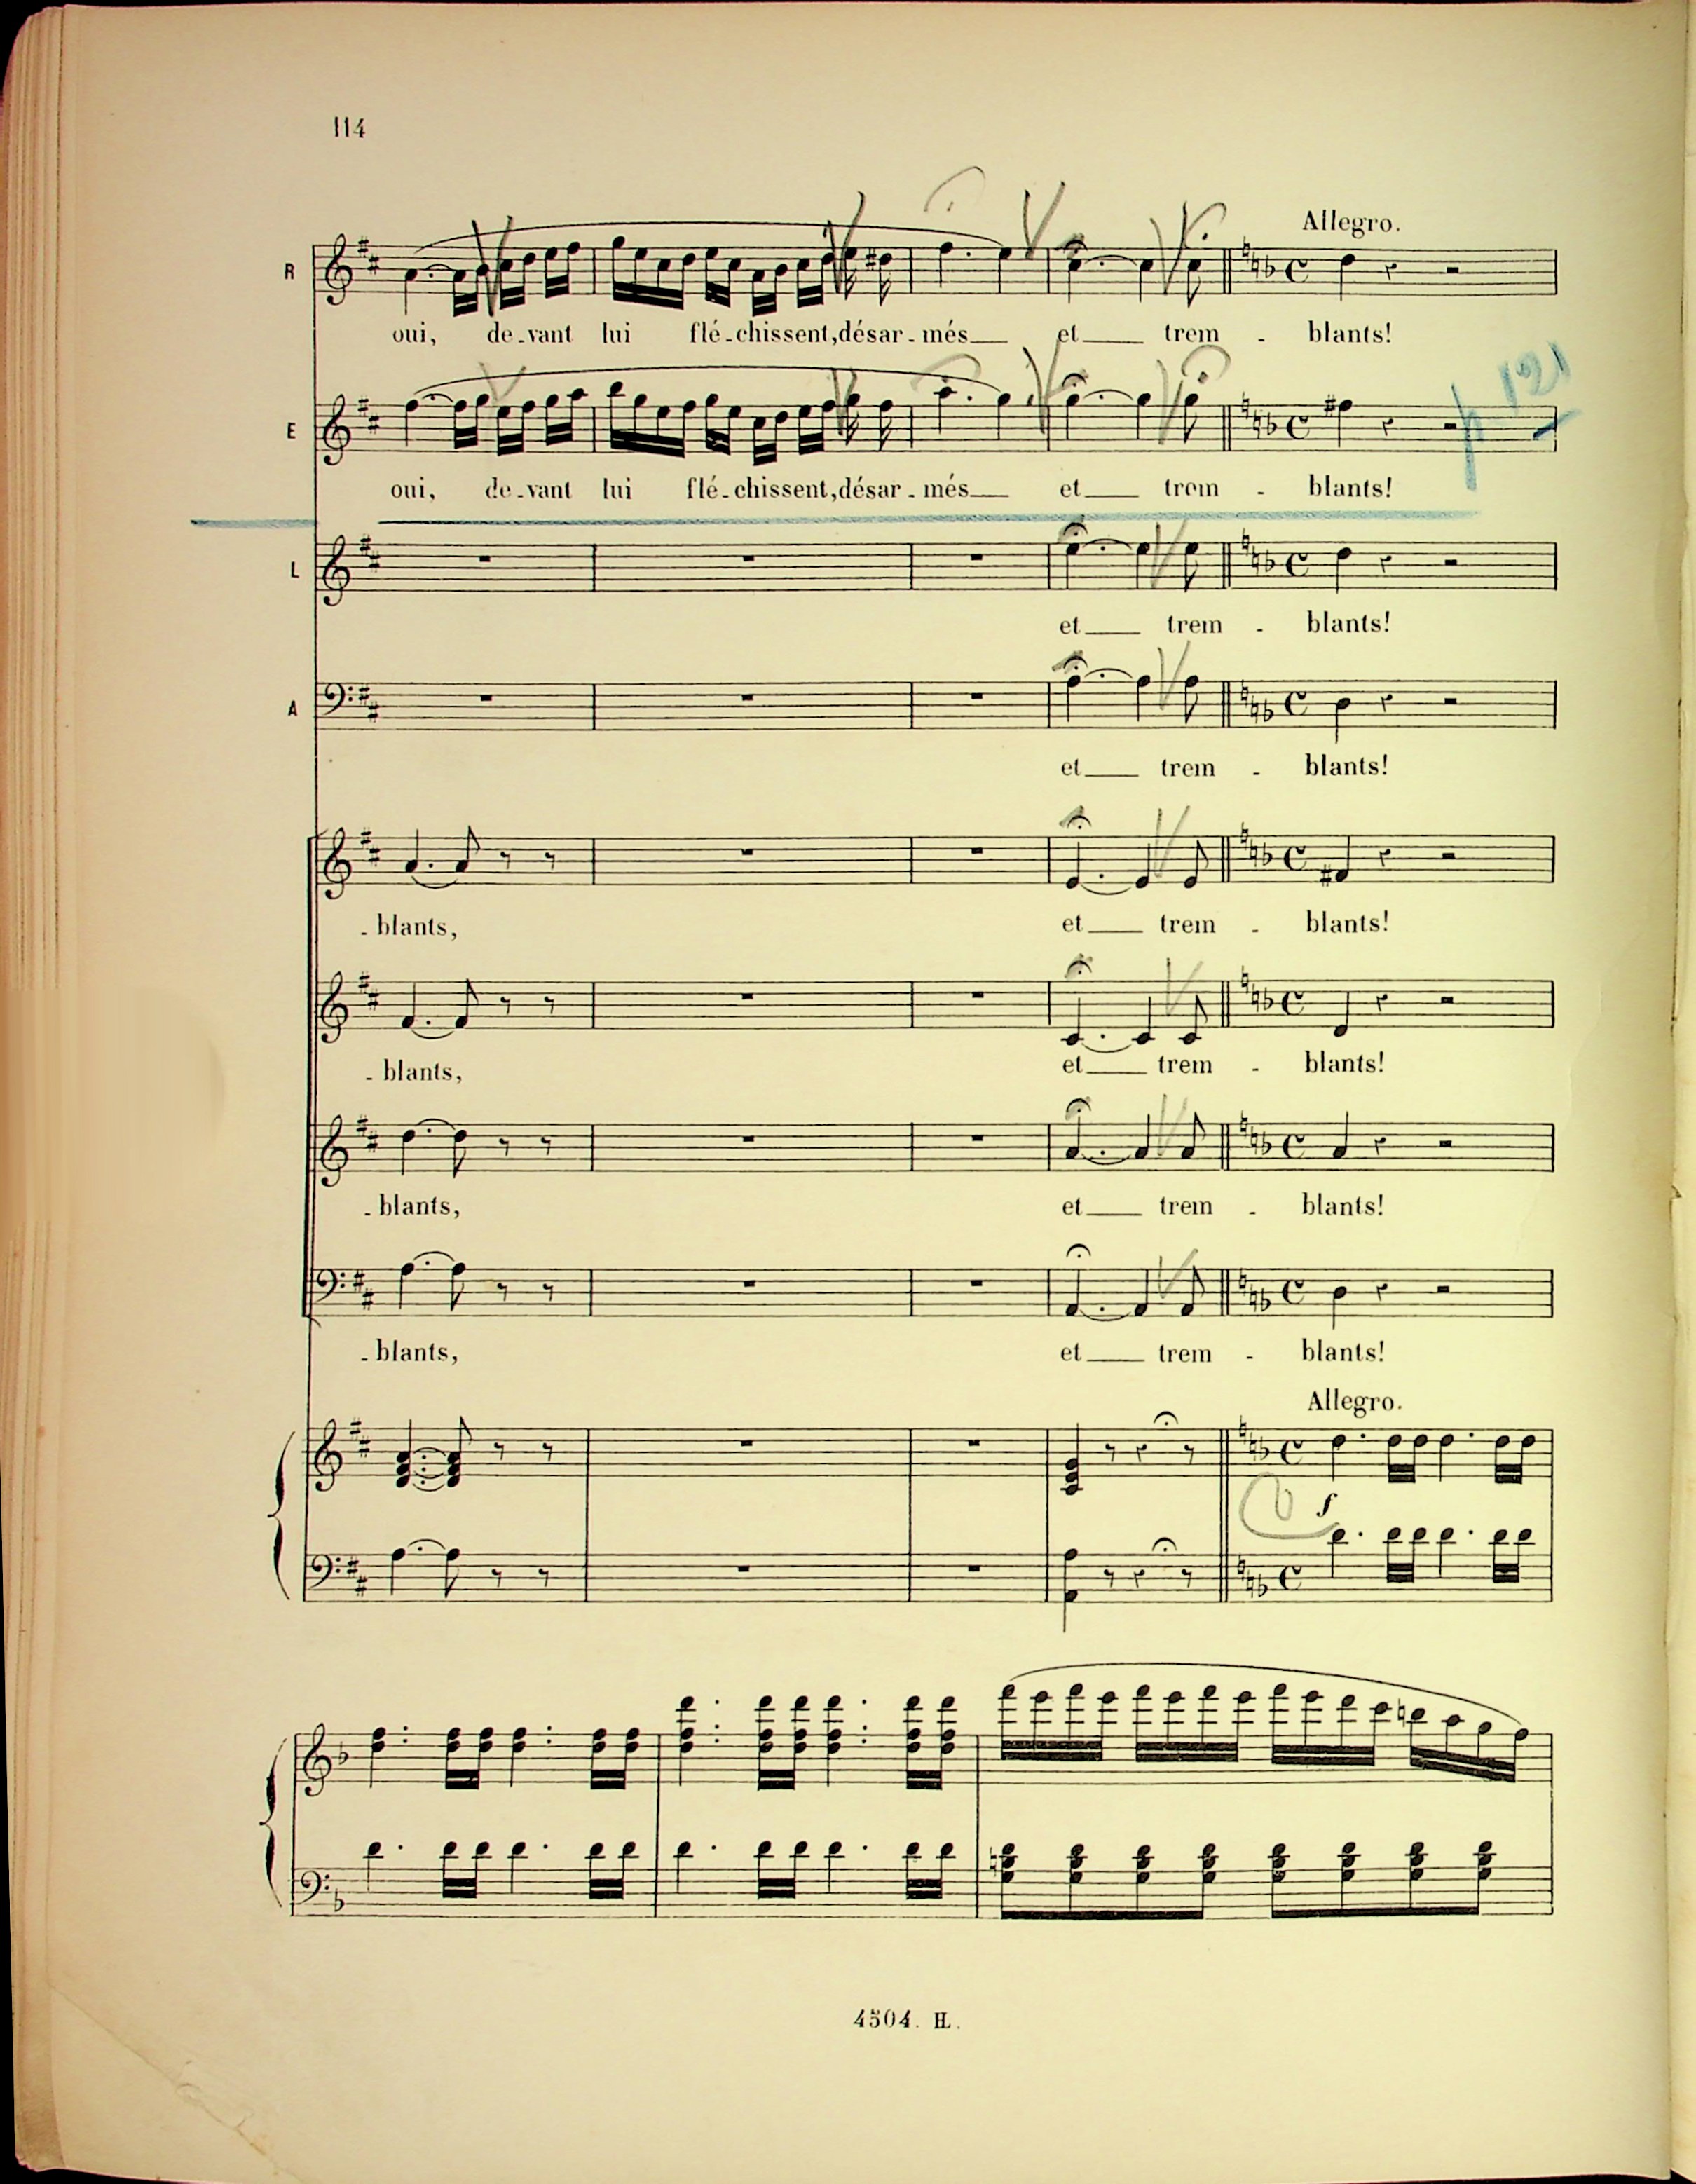 114
Allegro.
R
oui, de-vant lui flé-chissent, désar-més et trem - blants!
p 121
E
oui, de-vant lui flé-chissent, désar-més et trem - blants!
L
et trem - blants!
A
et trem - blants!
- blants, et trem - blants!
- blants, et trem - blants!
- blants, et trem - blants!
- blants, et trem - blants!
Allegro.
f
4504. H.